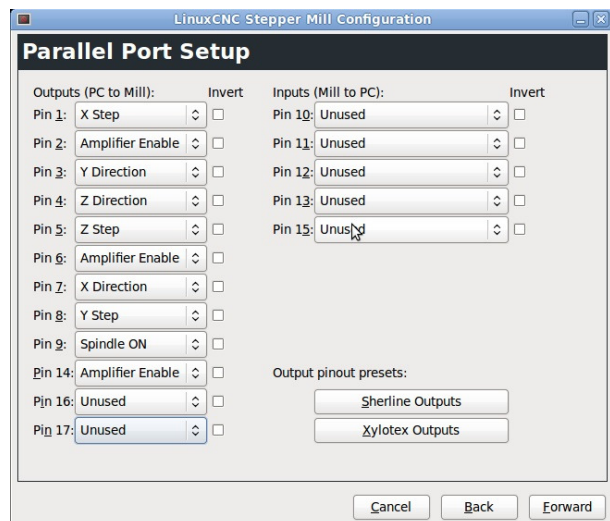 LinuxCNC Stepper Mill Configuration
Parallel Port Setup
Outputs (PC to Mill): Invert
Pin 1: X Step
Pin 2: Amplifier Enable
Pin 3: Y Direction
Pin 4: Z Direction
Pin 5: Z Step
Pin 6: Amplifier Enable
Pin 7: X Direction
Pin 8: Y Step
Pin 9: Spindle ON
Pin 14: Amplifier Enable
Pin 16: Unused
Pin 17: Unused
Inputs (Mill to PC): Invert
Pin 10: Unused
Pin 11: Unused
Pin 12: Unused
Pin 13: Unused
Pin 15: Unused
Output pinout presets:
Sherline Outputs
Xylotex Outputs
Cancel Back Forward